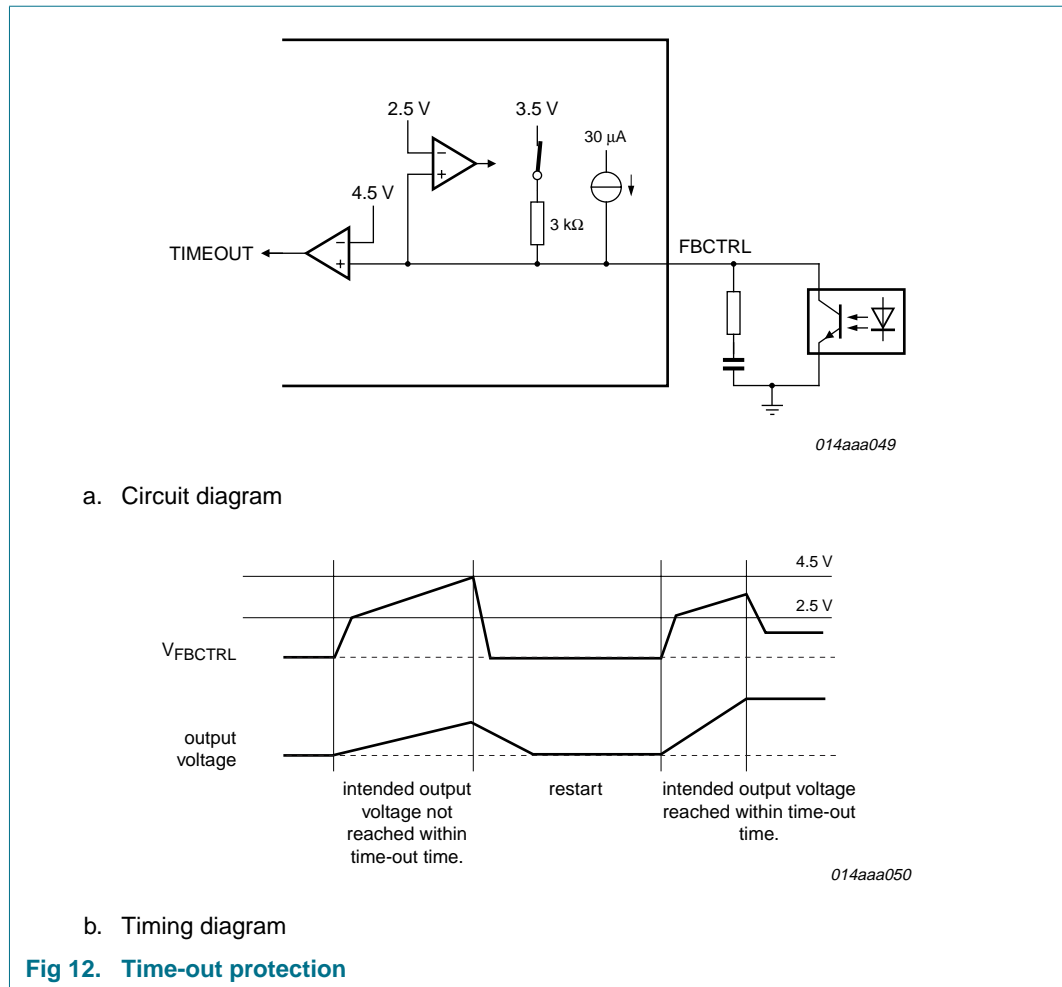 2.5 V
3.5 V
30 μA
4.5 V
3 kΩ
TIMEOUT
FBCTRL
−
+
−
+
014aaa049
a. Circuit diagram
4.5 V
2.5 V
VFBCTRL
output
voltage
intended output
voltage not
reached within
time-out time.
restart
intended output voltage
reached within time-out
time.
014aaa050
b. Timing diagram
Fig 12. Time-out protection